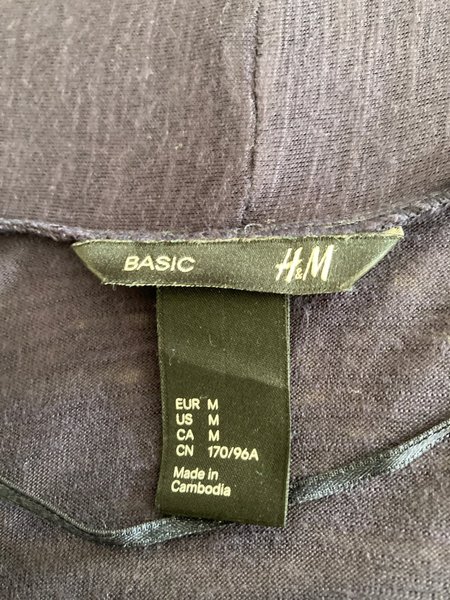 BASIC H&M
EUR M
US M
CA M
CN 170/96A
Made in
Cambodia